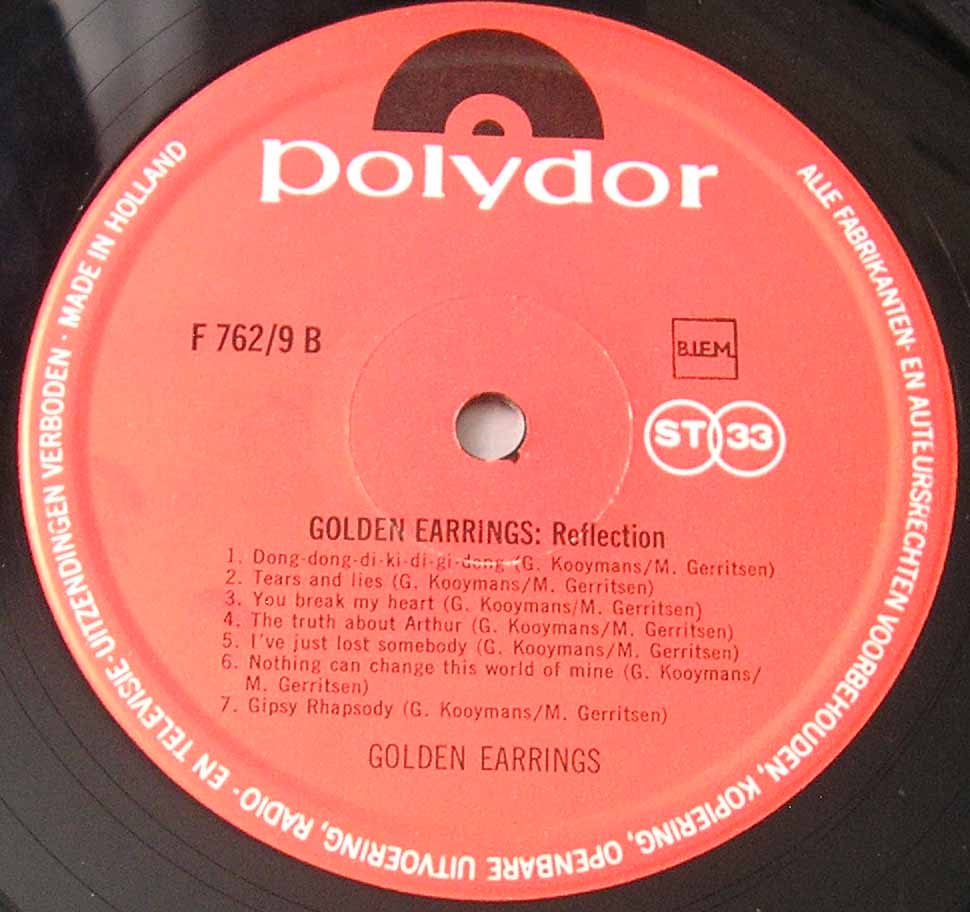 polydor
F 762/9 B
B.I.E.M.
ST 33
GOLDEN EARRINGS: Reflection
1. Dong-dong-di-ki-di-gi-dong (G. Kooymans/M. Gerritsen)
2. Tears and lies (G. Kooymans/M. Gerritsen)
3. You break my heart (G. Kooymans/M. Gerritsen)
4. The truth about Arthur (G. Kooymans/M. Gerritsen)
5. I've just lost somebody (G. Kooymans/M. Gerritsen)
6. Nothing can change this world of mine (G. Kooymans/
M. Gerritsen)
7. Gipsy Rhapsody (G. Kooymans/M. Gerritsen)
GOLDEN EARRINGS
ALLE FABRIKANTEN- EN AUTEURSRECHTEN VOORBEHOUDEN, KOPIERING, OPENBARE UITVOERING, RADIO- EN TELEVISIE-UITZENDINGEN VERBODEN · MADE IN HOLLAND